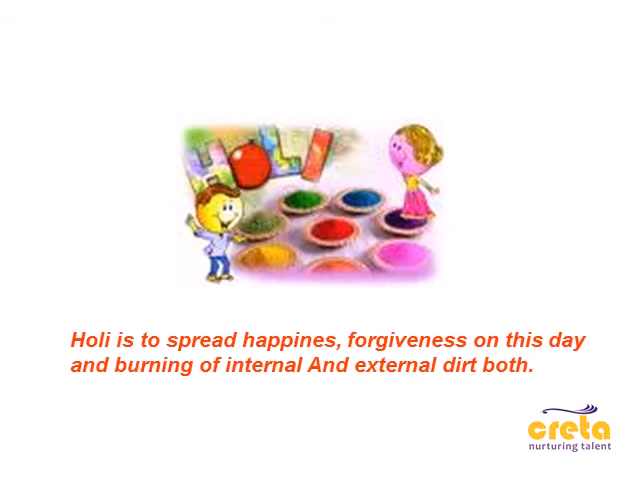 HOLI
Holi is to spread happines, forgiveness on this day
and burning of internal And external dirt both.
creta
nurturing talent